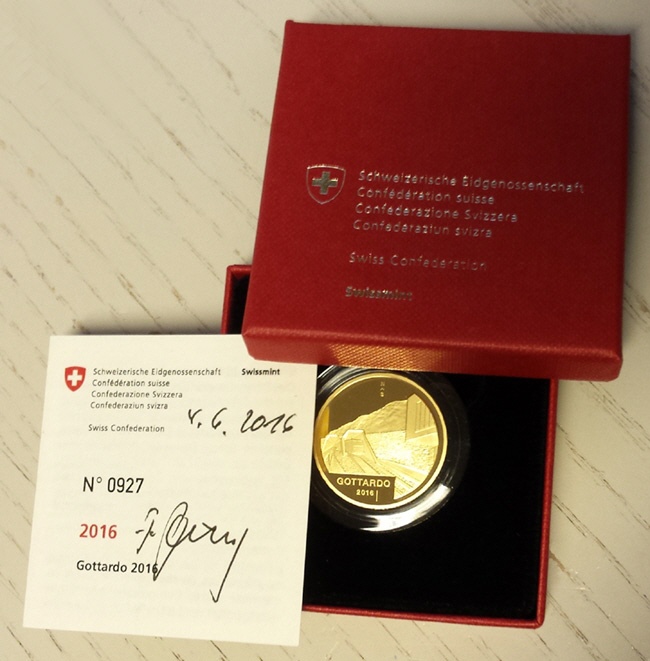 Schweizerische Eidgenossenschaft
Confédération suisse
Confederazione Svizzera
Confederaziun svizra
Swiss Confederation
Swissmint
Schweizerische Eidgenossenschaft
Confédération suisse
Confederazione Svizzera
Confederaziun svizra
Swiss Confederation
Swissmint
4.6.2016
N° 0927
2016
Gottardo 2016
GOTTARDO
2016